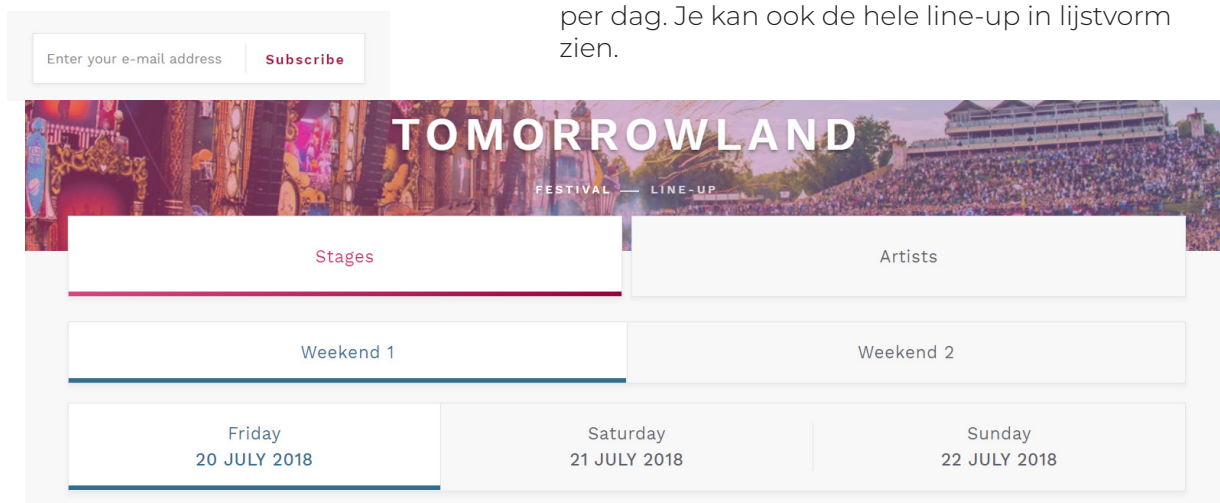 per dag. Je kan ook de hele line-up in lijstvorm
zien.
Enter your e-mail address Subscribe
TOMORROWLAND
FESTIVAL — LINE-UP
Stages Artists
Weekend 1 Weekend 2
Friday Saturday Sunday
20 JULY 2018 21 JULY 2018 22 JULY 2018